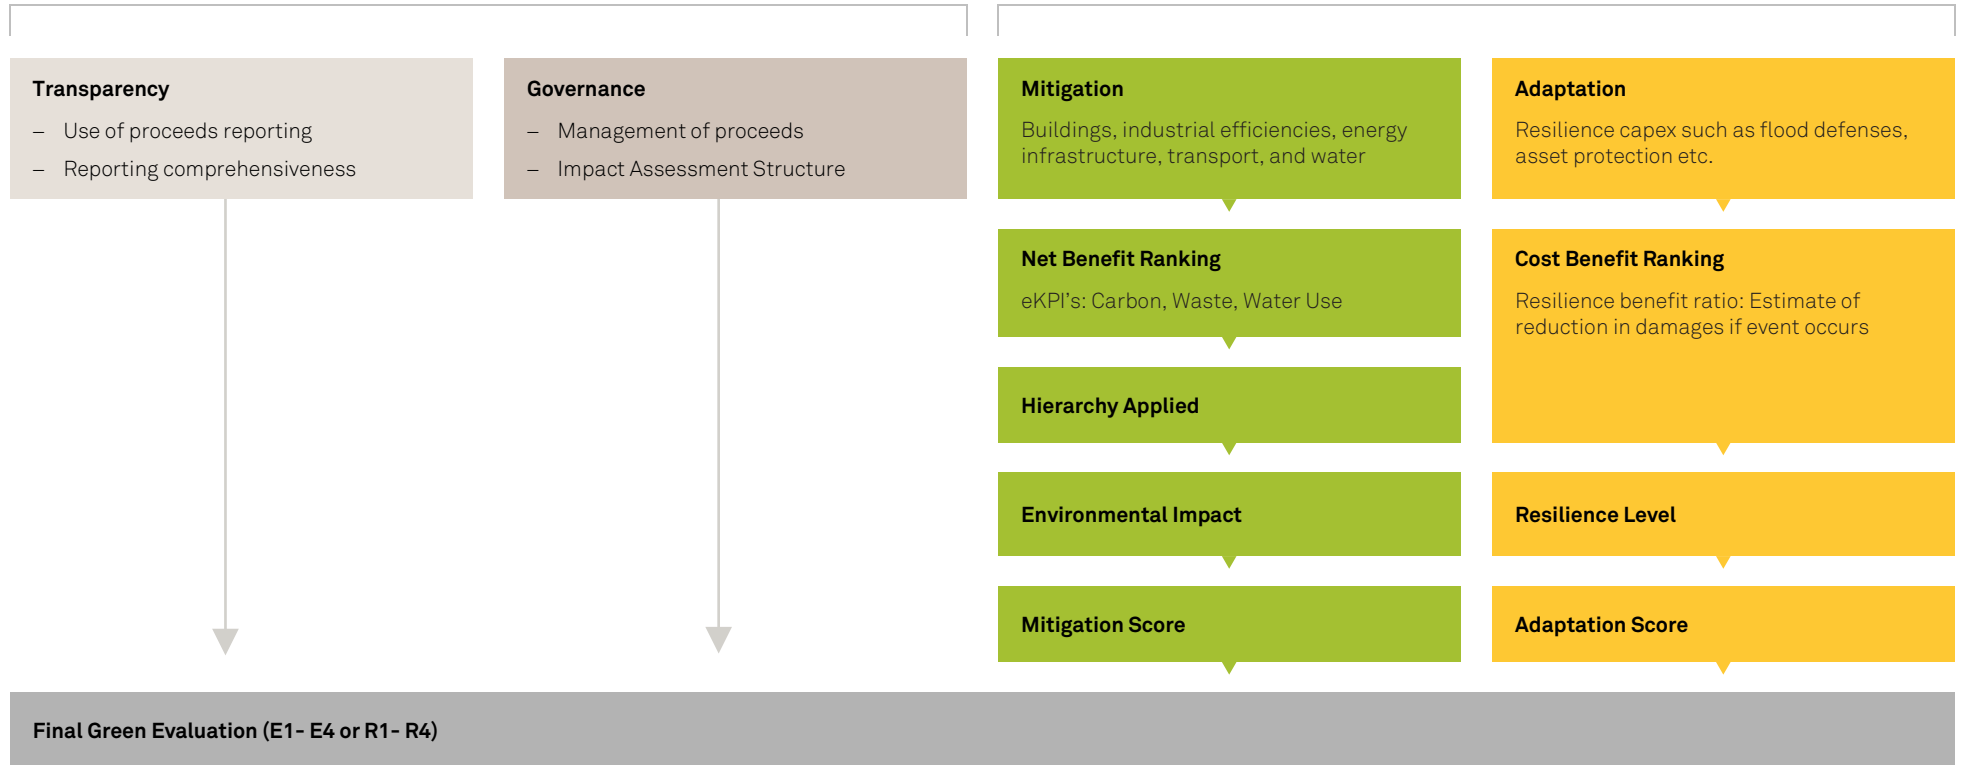 Transparency
– Use of proceeds reporting
– Reporting comprehensiveness
Governance
– Management of proceeds
– Impact Assessment Structure
Mitigation
Buildings, industrial efficiencies, energy
infrastructure, transport, and water
Adaptation
Resilience capex such as flood defenses,
asset protection etc.
Net Benefit Ranking
eKPI's: Carbon, Waste, Water Use
Cost Benefit Ranking
Resilience benefit ratio: Estimate of
reduction in damages if event occurs
Hierarchy Applied
Environmental Impact
Resilience Level
Mitigation Score
Adaptation Score
Final Green Evaluation (E1- E4 or R1- R4)